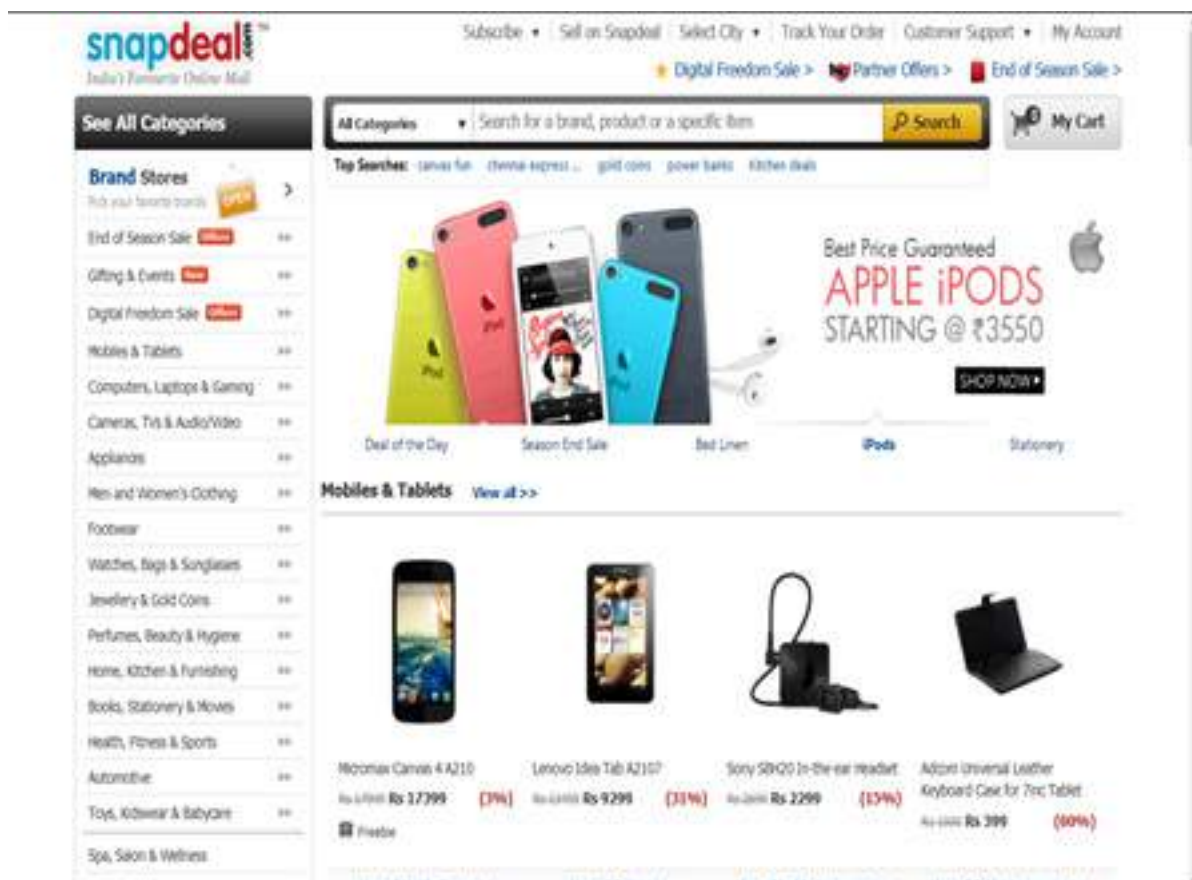 snapdeal.com
India's Favourite Online Mall
Subscribe ▾ Sell on Snapdeal Select City ▾ Track Your Order Customer Support ▾ My Account
Digital Freedom Sale > Partner Offers > End of Season Sale >
See All Categories
All Categories ▾ Search for a brand, product or a specific item Search
My Cart
Top Searches: canvas fun chennai express ... gold coins power banks Kitchen deals
Brand Stores
Pick your favorite brands
OPEN
>
End of Season Sale Offers >>
Gifting & Events New >>
Digital Freedom Sale Offers >>
Mobiles & Tablets >>
Computers, Laptops & Gaming >>
Cameras, TVs & Audio/Video >>
Appliances >>
Men and Women's Clothing >>
Footwear >>
Watches, Bags & Sunglasses >>
Jewellery & Gold Coins >>
Perfumes, Beauty & Hygiene >>
Home, Kitchen & Furnishing >>
Books, Stationery & Movies >>
Health, Fitness & Sports >>
Automotive >>
Toys, Kidswear & Babycare >>
Spa, Salon & Wellness
iPod
iPod
Best Price Guaranteed
APPLE iPODS
STARTING @ ₹3550
SHOP NOW
Deal of the Day Season End Sale Bed Linen iPods Stationery
Mobiles & Tablets View all >>
Micromax Canvas 4 A210
Rs 17399 (3%)
Freebie
Lenovo Idea Tab A2107
Rs 9299 (31%)
Sony SBH20 In-the-ear Headset
Rs 2299 (15%)
Adcom Universal Leather
Keyboard Case for 7inc Tablet
Rs 399